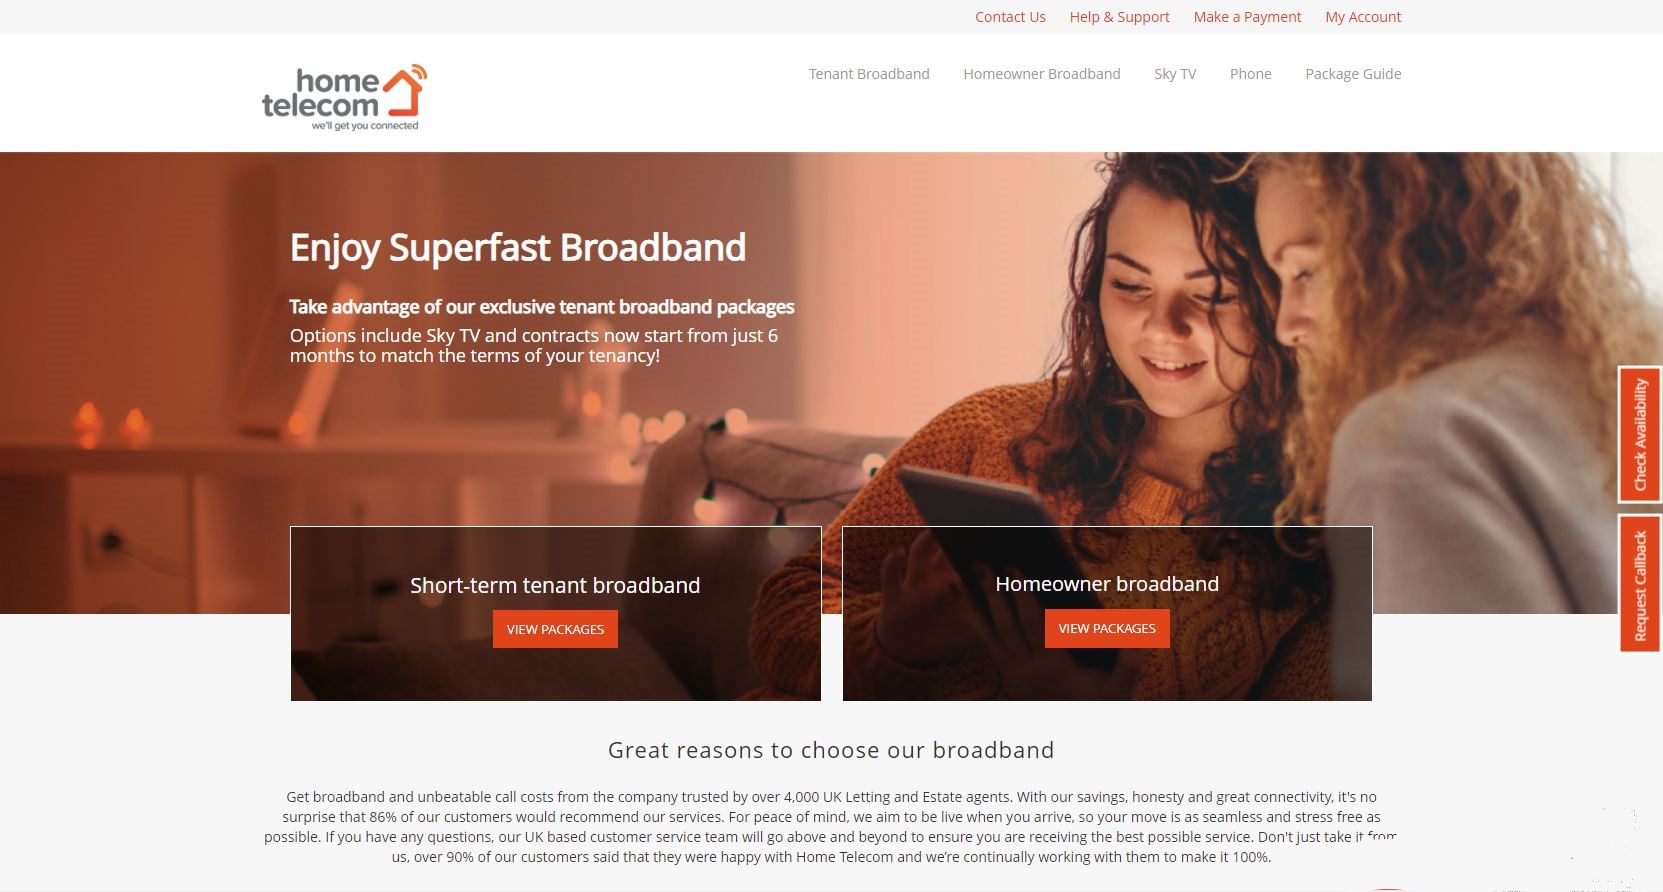 Contact Us Help & Support Make a Payment My Account
home
telecom
we'll get you connected
Tenant Broadband Homeowner Broadband Sky TV Phone Package Guide
Enjoy Superfast Broadband
Take advantage of our exclusive tenant broadband packages
Options include Sky TV and contracts now start from just 6
months to match the terms of your tenancy!
Check Availability
Request Callback
Short-term tenant broadband
VIEW PACKAGES
Homeowner broadband
VIEW PACKAGES
Great reasons to choose our broadband
Get broadband and unbeatable call costs from the company trusted by over 4,000 UK Letting and Estate agents. With our savings, honesty and great connectivity, it's no
surprise that 86% of our customers would recommend our services. For peace of mind, we aim to be live when you arrive, so your move is as seamless and stress free as
possible. If you have any questions, our UK based customer service team will go above and beyond to ensure you are receiving the best possible service. Don't just take it from
us, over 90% of our customers said that they were happy with Home Telecom and we're continually working with them to make it 100%.